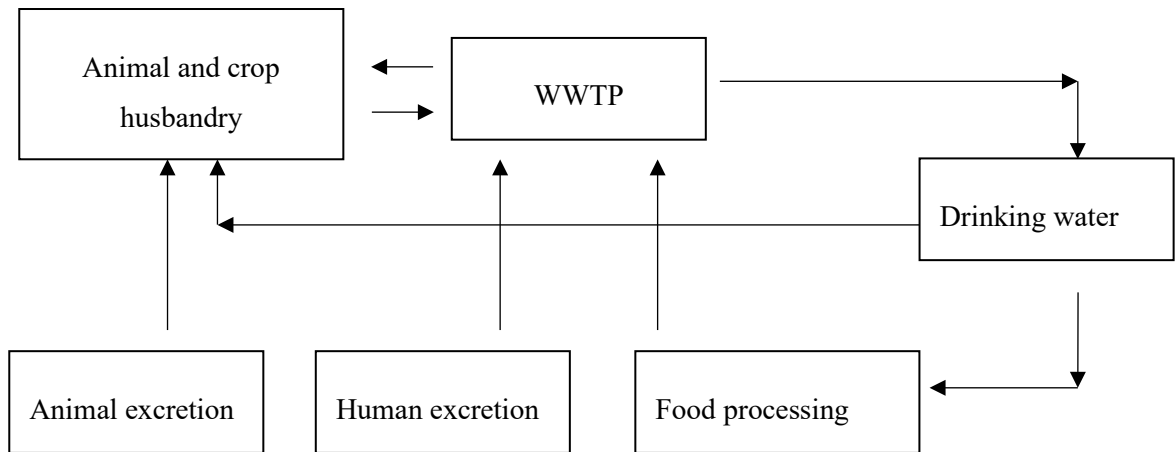 Animal and crop
husbandry
WWTP
Drinking water
Animal excretion
Human excretion
Food processing